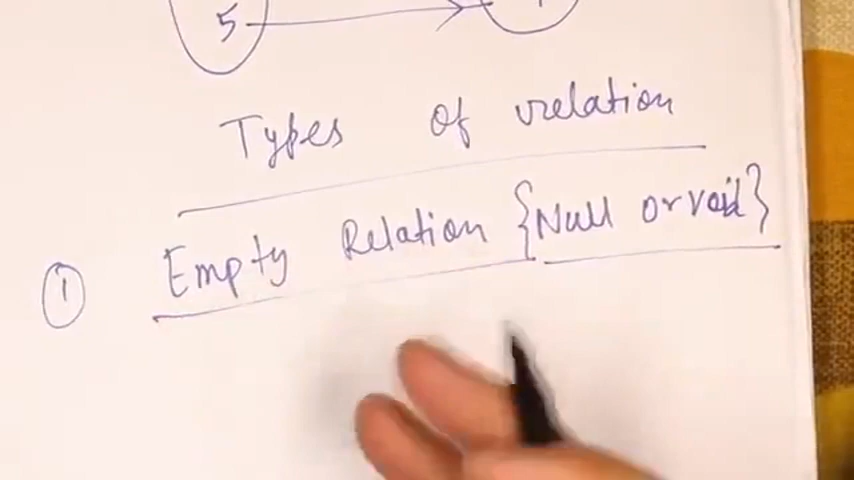 5
Types of relation
① Empty Relation {Null or void}